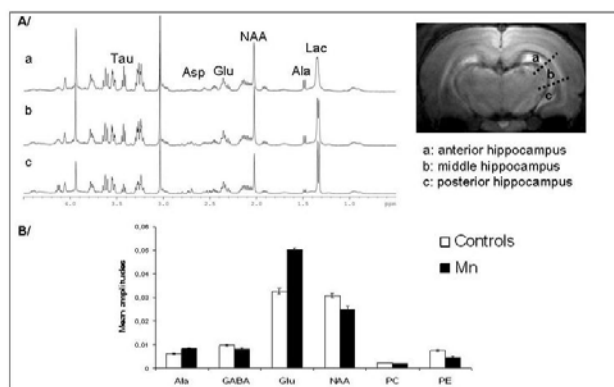 A/
NAA
Tau
Lac
Asp
Glu
Ala
a
b
c
ppm
a
b
c
a: anterior hippocampus
b: middle hippocampus
c: posterior hippocampus
B/
Controls
Mn
Mean amplitudes
0,06
0,05
0,04
0,03
0,02
0,01
0
Ala
GABA
Glu
NAA
PC
PE